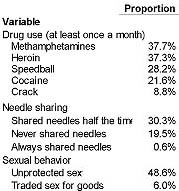 Proportion
Variable
Drug use (at least once a month)
Methamphetamines 37.7%
Heroin 37.3%
Speedball 28.2%
Cocaine 21.6%
Crack 8.8%
Needle sharing
Shared needles half the time 30.3%
Never shared needles 19.5%
Always shared needles 0.6%
Sexual behavior
Unprotected sex 48.6%
Traded sex for goods 6.0%